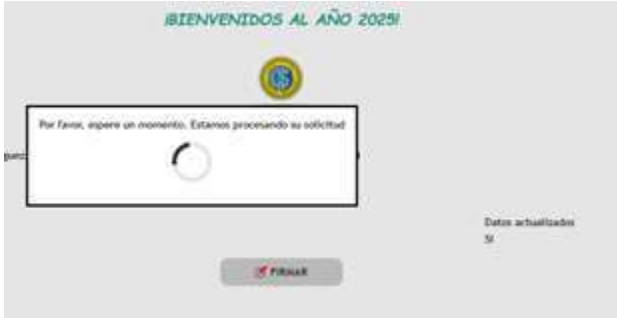 ¡BIENVENIDOS AL AÑO 2025!
Por favor, espere un momento. Estamos procesando su solicitud
Datos actualizados
SI
FIRMAR